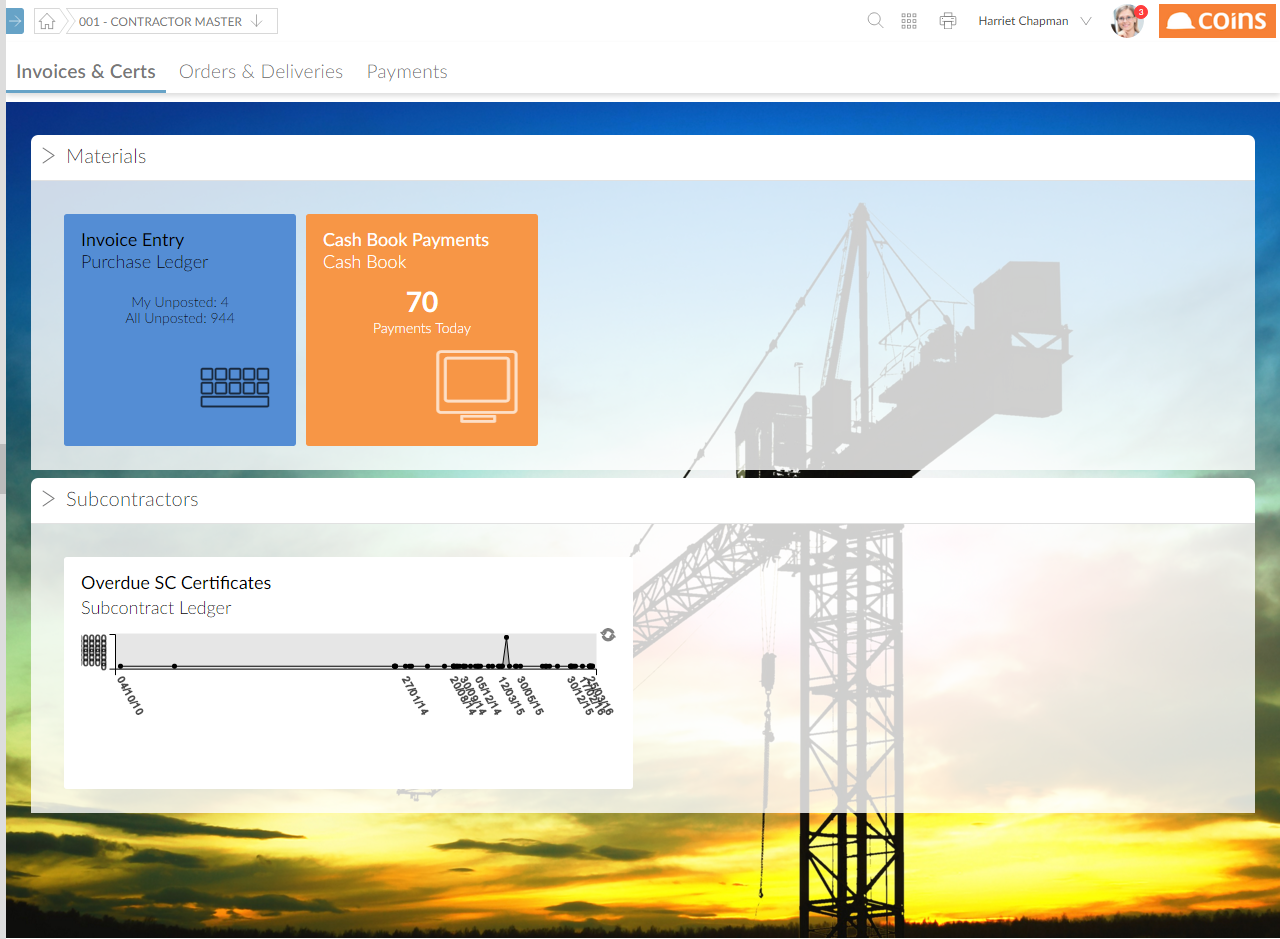 001 - CONTRACTOR MASTER
Harriet Chapman
3
coins
Invoices & Certs
Orders & Deliveries
Payments
Materials
Invoice Entry
Purchase Ledger
My Unposted: 4
All Unposted: 944
Cash Book Payments
Cash Book
70
Payments Today
Subcontractors
Overdue SC Certificates
Subcontract Ledger
04/10/10
27/01/14
20/08/14
30/09/14
05/12/14
12/03/15
30/05/15
30/12/15
25/03/16